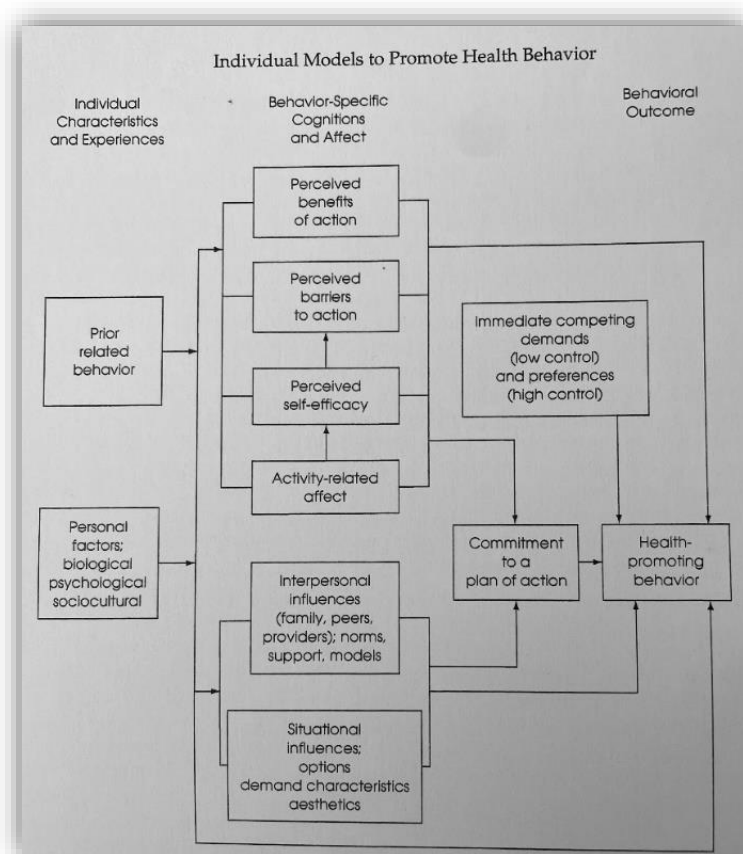 Individual Models to Promote Health Behavior
Individual
Characteristics
and Experiences
Behavior-Specific
Cognitions
and Affect
Behavioral
Outcome
Perceived
benefits
of action
Perceived
barriers
to action
Perceived
self-efficacy
Activity-related
affect
Prior
related
behavior
Personal
factors;
biological
psychological
sociocultural
Interpersonal
influences
(family, peers,
providers); norms,
support, models
Situational
influences;
options
demand characteristics
aesthetics
Immediate competing
demands
(low control)
and preferences
(high control)
Commitment
to a
plan of action
Health-
promoting
behavior